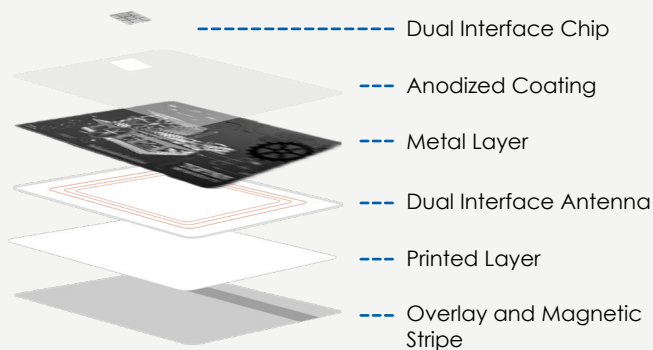 Dual Interface Chip
Anodized Coating
Metal Layer
Dual Interface Antenna
Printed Layer
Overlay and Magnetic
Stripe